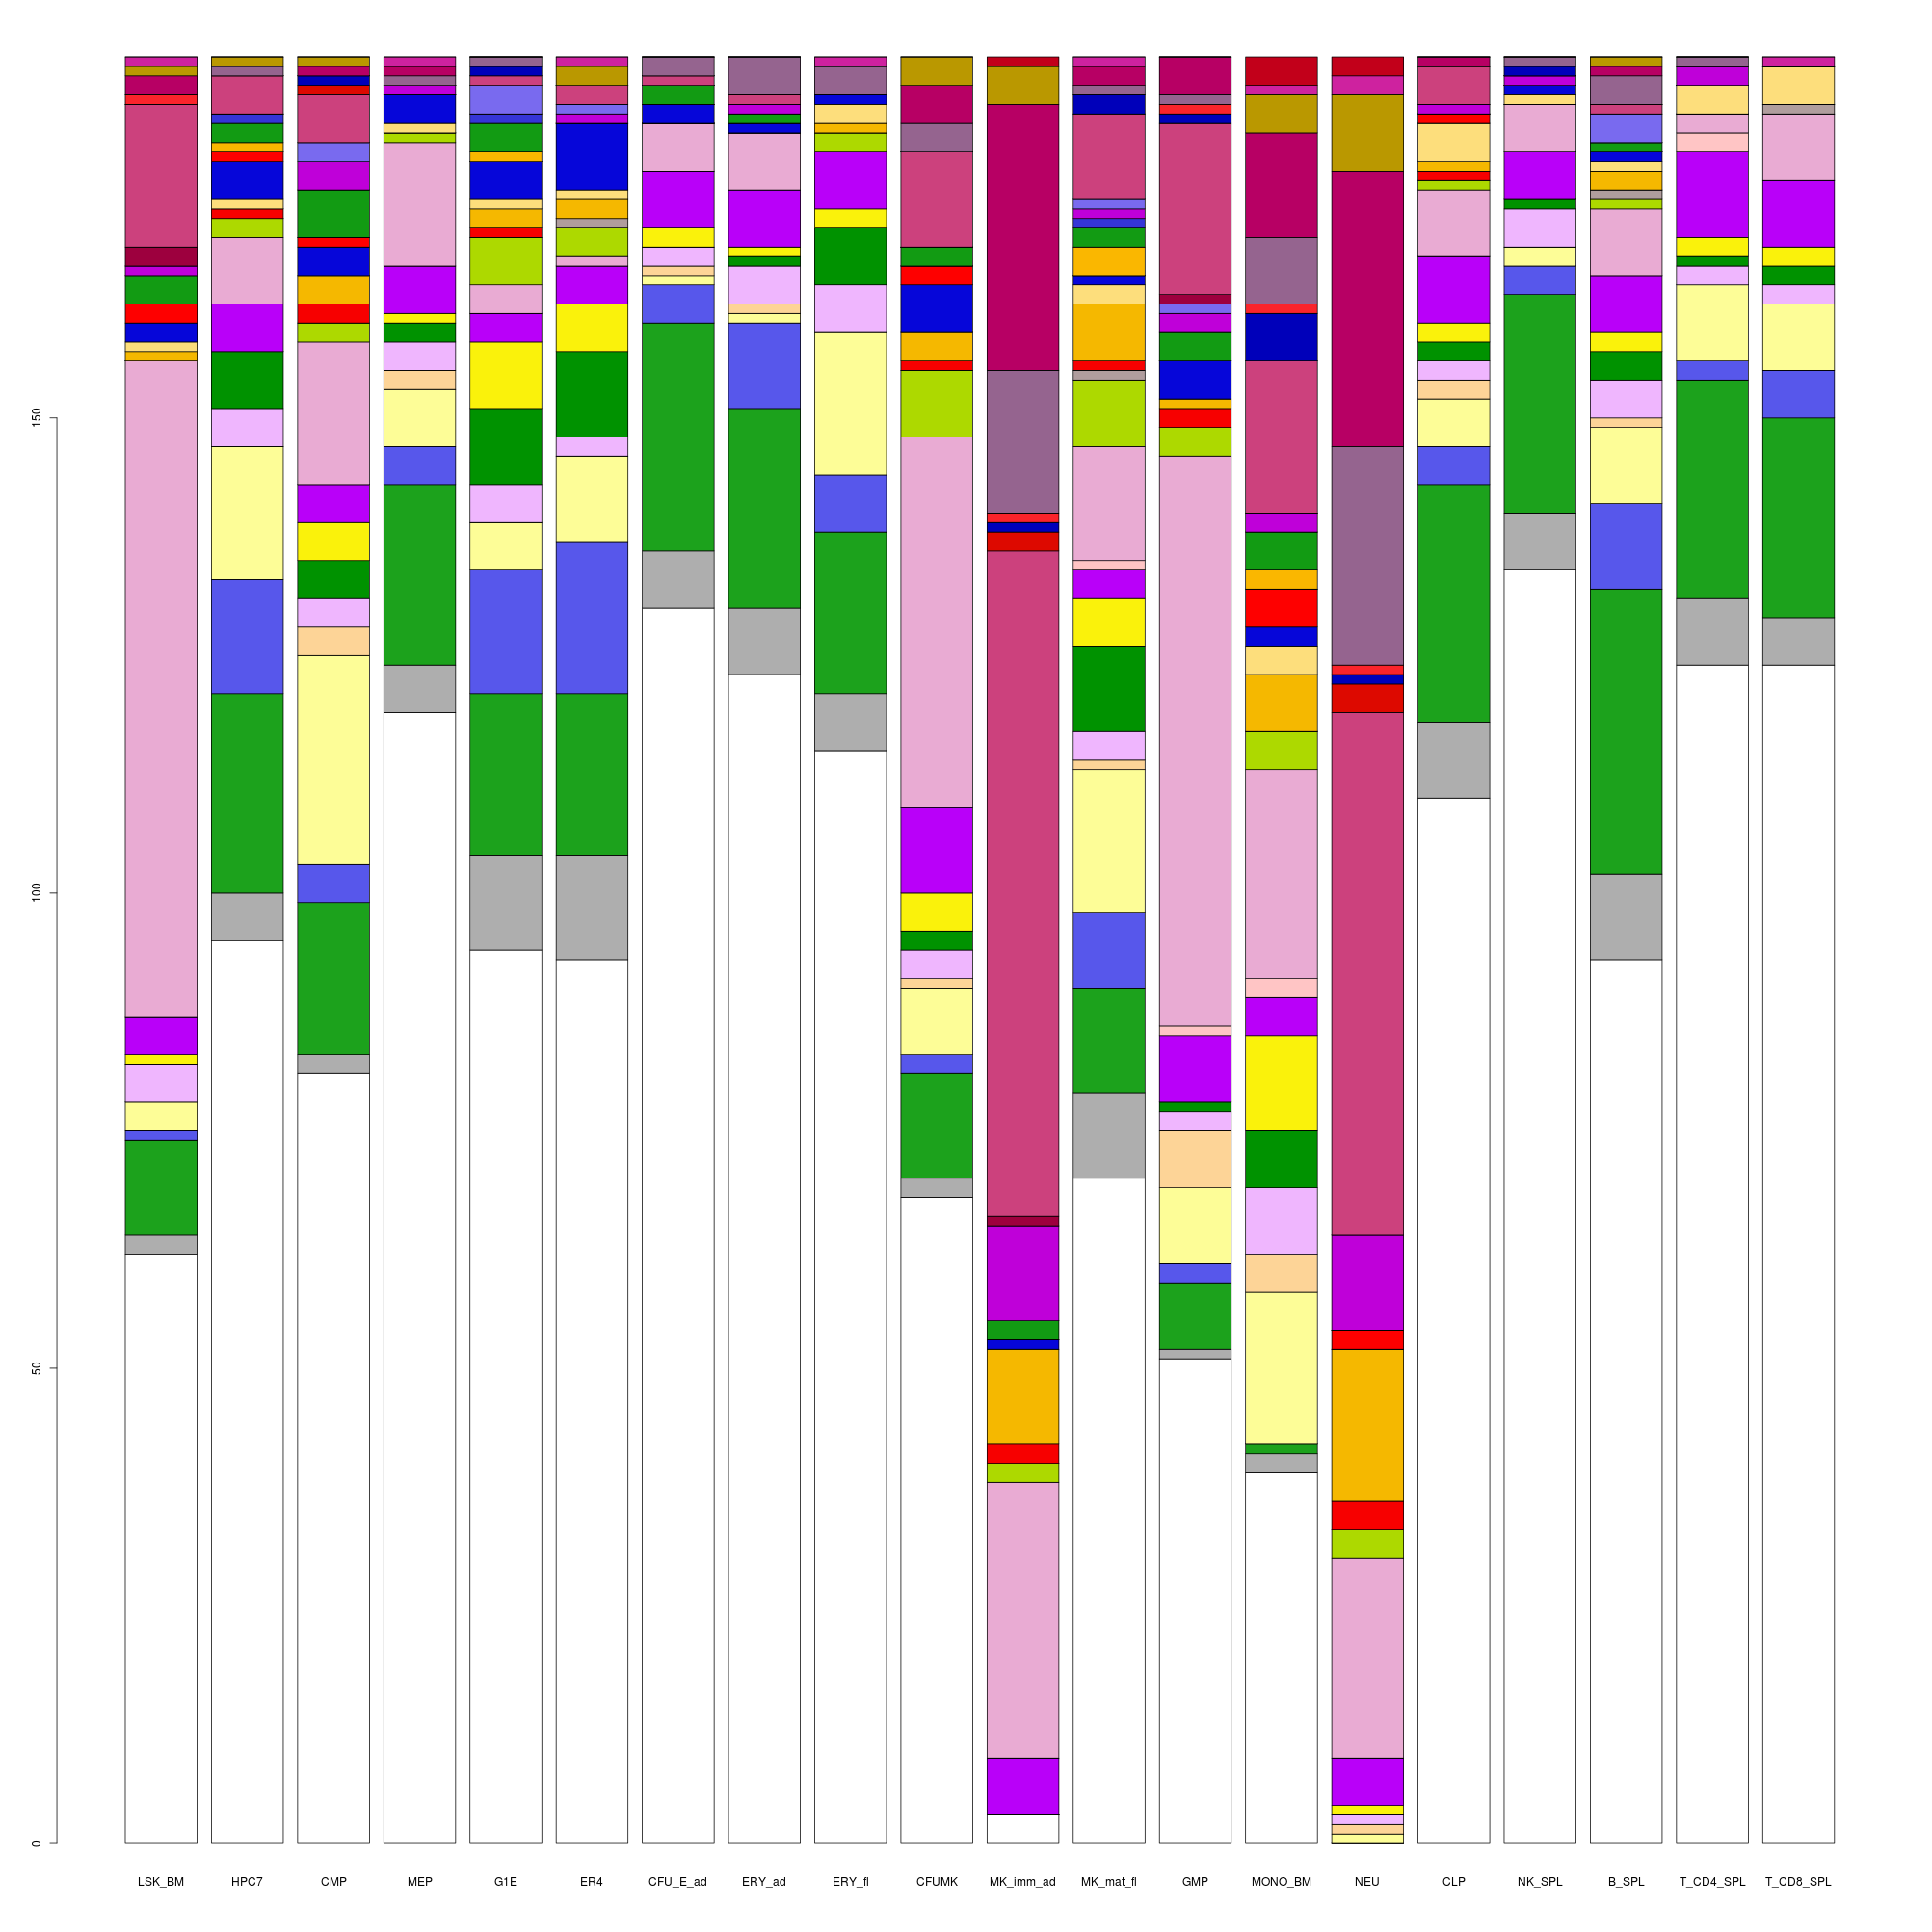 150
100
50
0
LSK_BM HPC7 CMP MEP G1E ER4 CFU_E_ad ERY_ad ERY_fl CFUMK MK_imm_ad MK_mat_fl GMP MONO_BM NEU CLP NK_SPL B_SPL T_CD4_SPL T_CD8_SPL